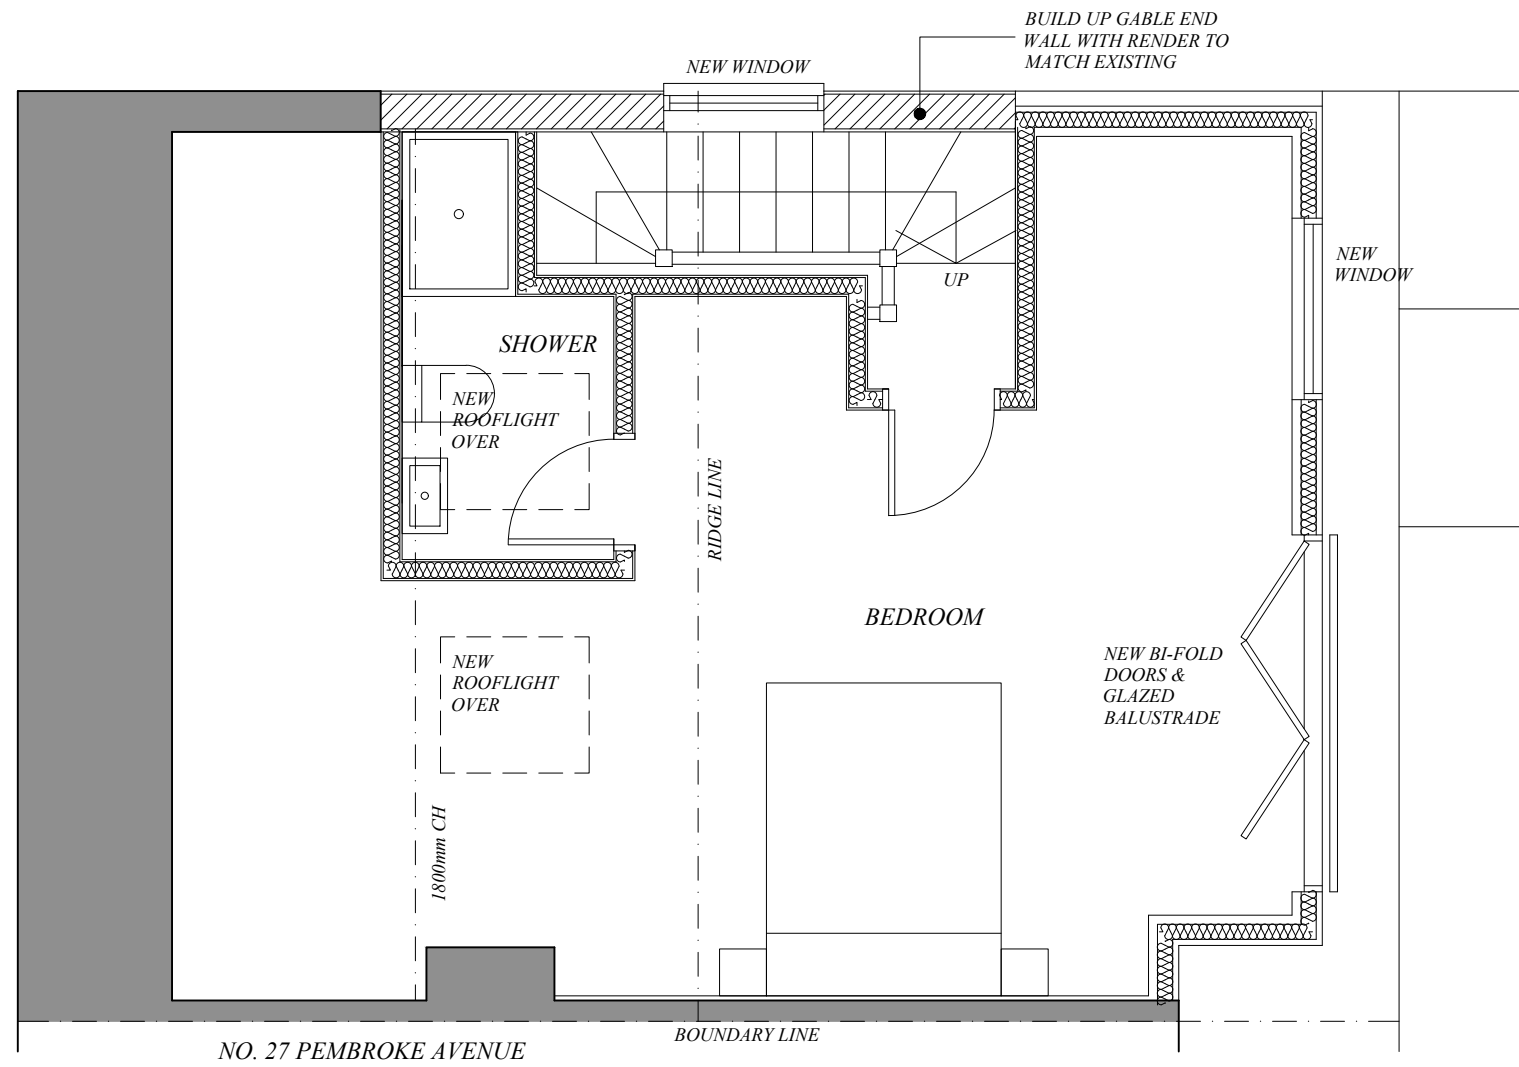 BUILD UP GABLE END
WALL WITH RENDER TO
MATCH EXISTING
NEW WINDOW
NEW
WINDOW
UP
SHOWER
NEW
ROOFLIGHT
OVER
RIDGE LINE
BEDROOM
NEW BI-FOLD
DOORS &
GLAZED
BALUSTRADE
NEW
ROOFLIGHT
OVER
1800mm CH
BOUNDARY LINE
NO. 27 PEMBROKE AVENUE